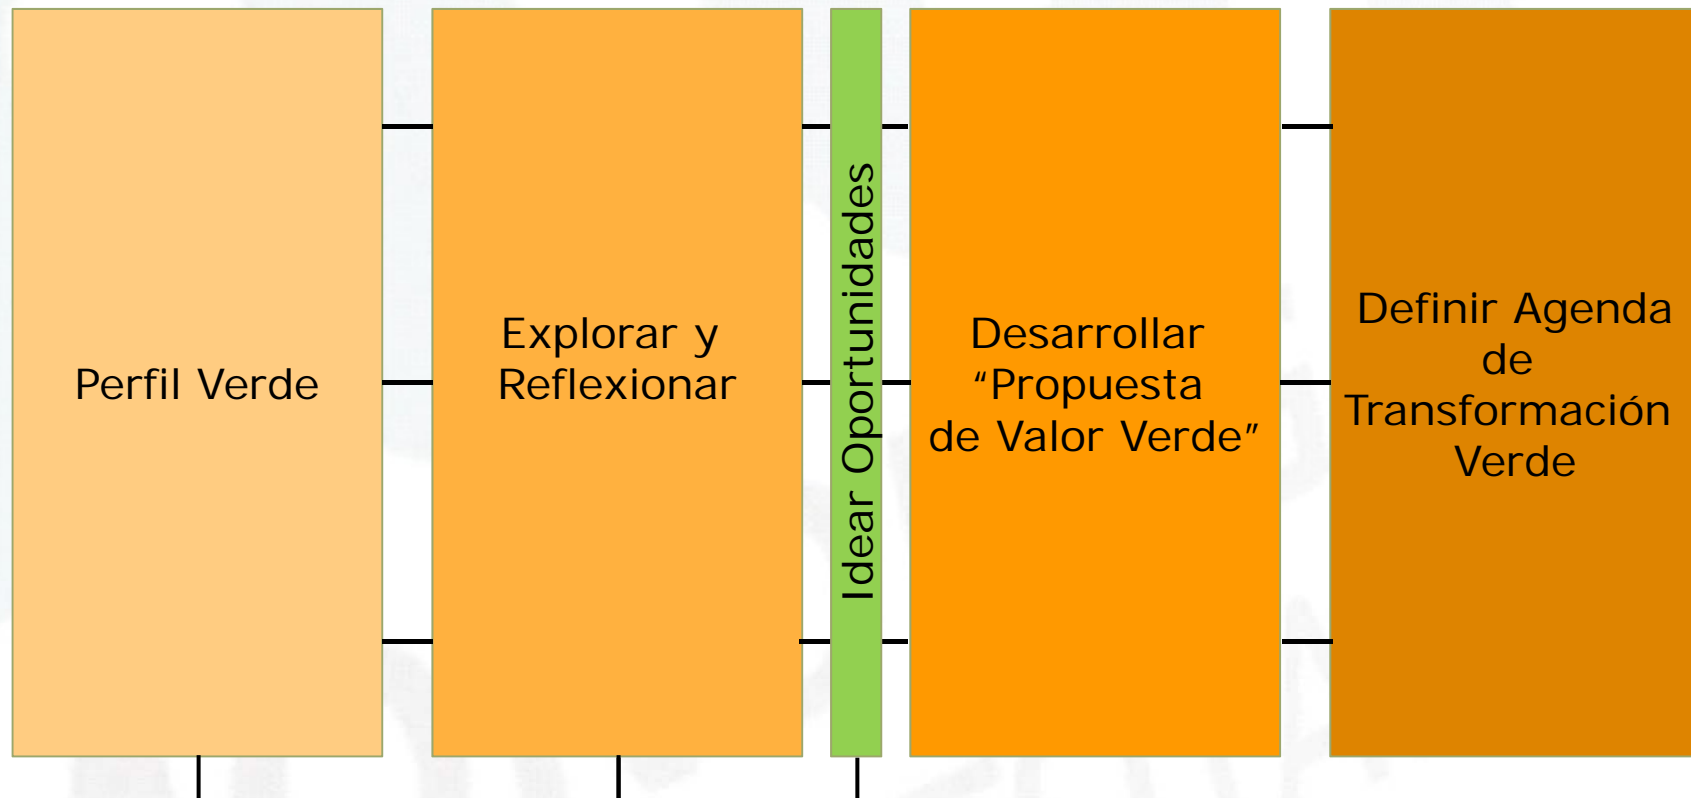 Perfil Verde
Explorar y
Reflexionar
Idear Oportunidades
Desarrollar
“Propuesta
de Valor Verde”
Definir Agenda
de
Transformación
Verde